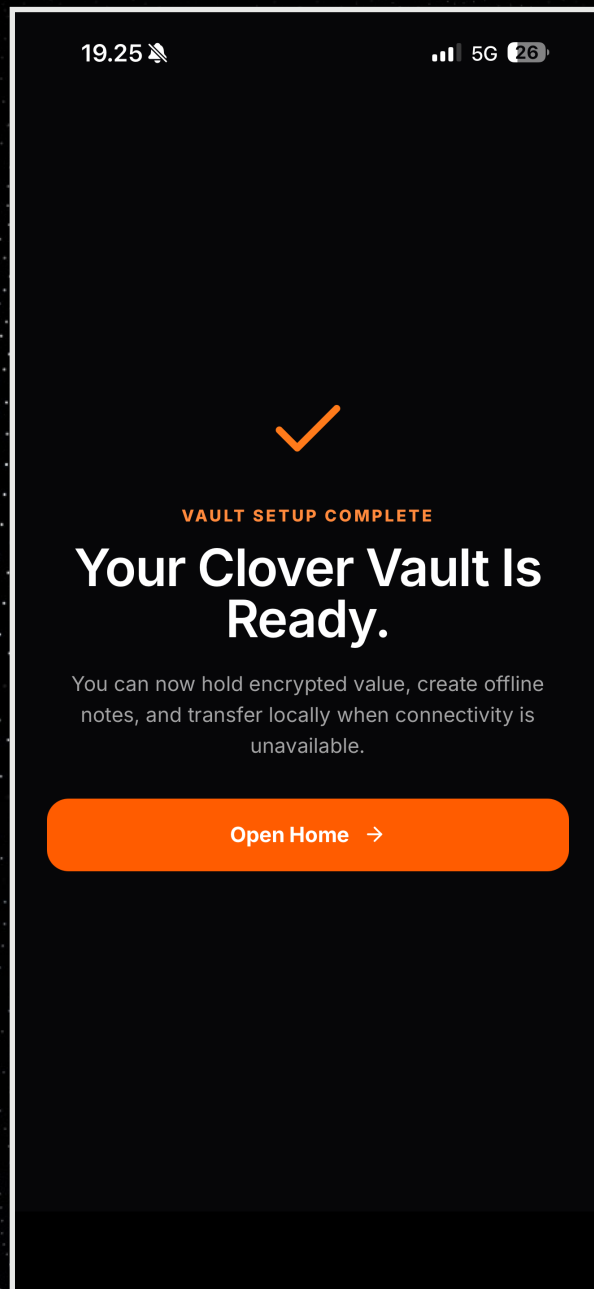 19.25
5G
26
VAULT SETUP COMPLETE
Your Clover Vault Is
Ready.
You can now hold encrypted value, create offline
notes, and transfer locally when connectivity is
unavailable.
Open Home →